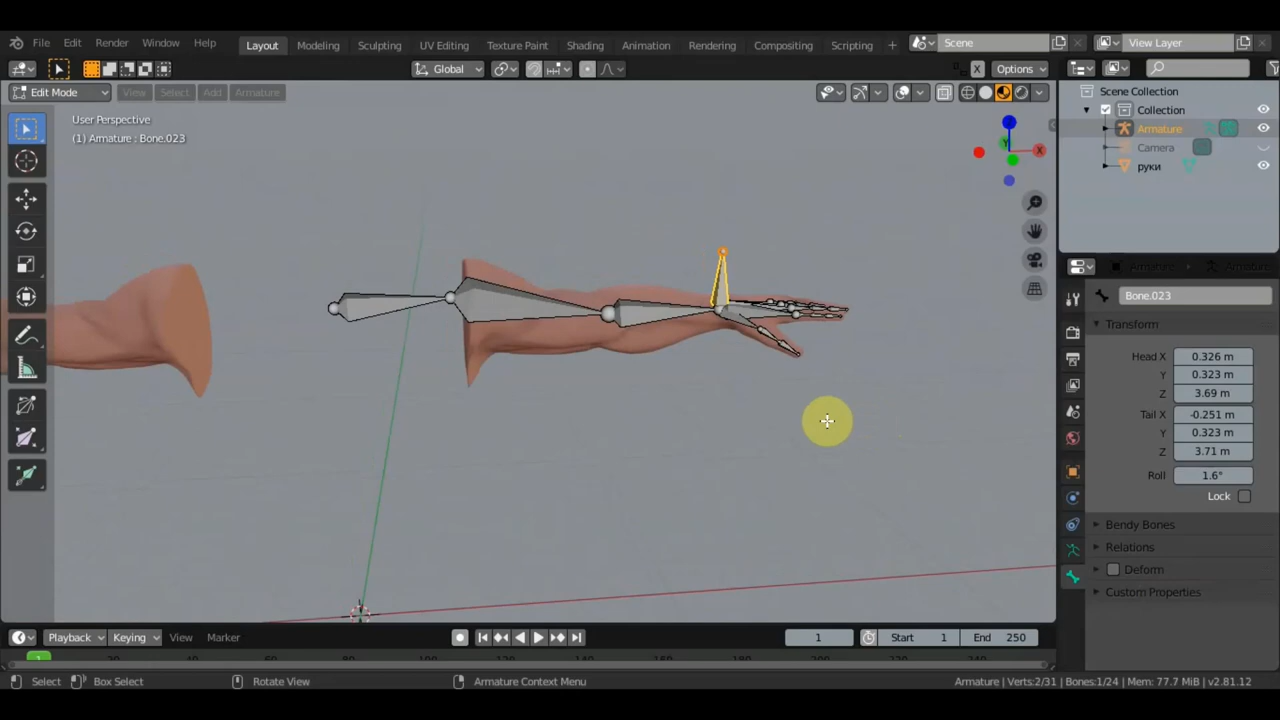 File Edit Render Window Help Layout Modeling Sculpting UV Editing Texture Paint Shading Animation Rendering Compositing Scripting Scene View Layer
Global Options
Edit Mode View Select Add Armature
User Perspective
(1) Armature : Bone.023
Z
Y
X
Scene Collection
Collection
Armature
Camera
руки
Armature
Bone.023
Transform
Head X 0.326 m
Y 0.323 m
Z 3.69 m
Tail X -0.251 m
Y 0.323 m
Z 3.71 m
Roll 1.6°
Lock
Bendy Bones
Relations
Deform
Custom Properties
Playback Keying View Marker 1 Start 1 End 250
1
Select Box Select Rotate View Armature Context Menu Armature | Verts:2/31 | Bones:1/24 | Mem: 77.7 MiB | v2.81.12